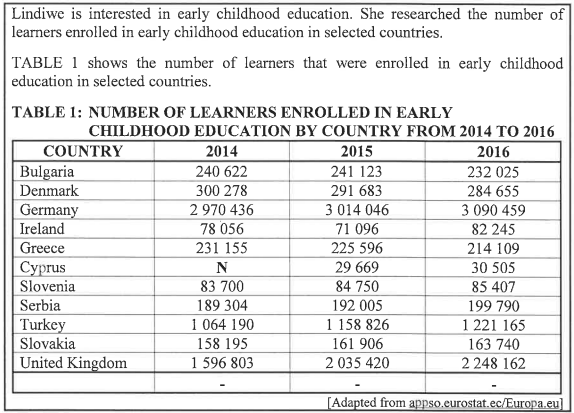 Lindiwe is interested in early childhood education. She researched the number of
learners enrolled in early childhood education in selected countries.
TABLE 1 shows the number of learners that were enrolled in early childhood
education in selected countries.
TABLE 1: NUMBER OF LEARNERS ENROLLED IN EARLY
CHILDHOOD EDUCATION BY COUNTRY FROM 2014 TO 2016
COUNTRY 2014 2015 2016
Bulgaria 240 622 241 123 232 025
Denmark 300 278 291 683 284 655
Germany 2 970 436 3 014 046 3 090 459
Ireland 78 056 71 096 82 245
Greece 231 155 225 596 214 109
Cyprus N 29 669 30 505
Slovenia 83 700 84 750 85 407
Serbia 189 304 192 005 199 790
Turkey 1 064 190 1 158 826 1 221 165
Slovakia 158 195 161 906 163 740
United Kingdom 1 596 803 2 035 420 2 248 162
- - -
[Adapted from appso.eurostat.ec/Europa.eu]